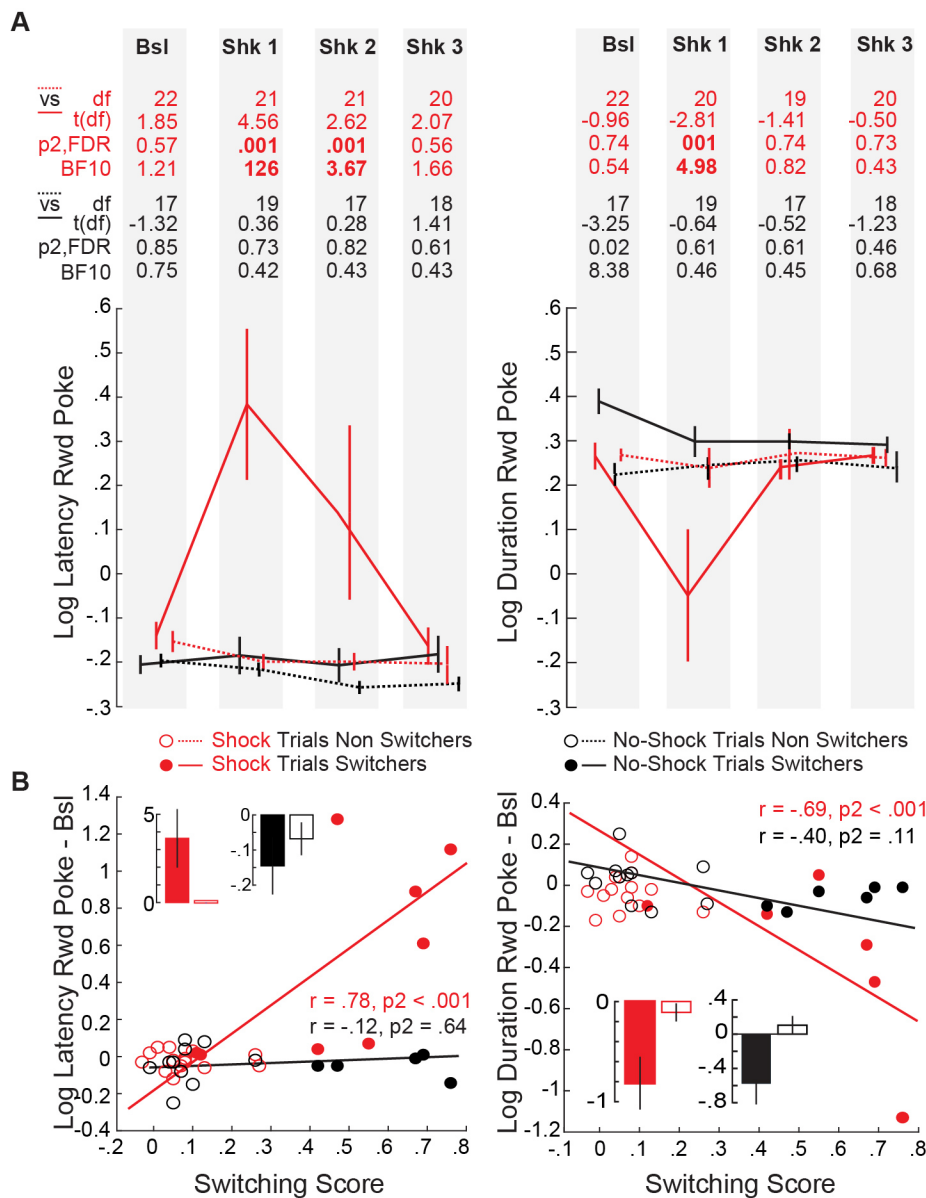 A
Bsl Shk 1 Shk 2 Shk 3 Bsl Shk 1 Shk 2 Shk 3
vs df 22 21 21 20 22 20 19 20
t(df) 1.85 4.56 2.62 2.07 -0.96 -2.81 -1.41 -0.50
p2,FDR 0.57 .001 .001 0.56 0.74 001 0.74 0.73
BF10 1.21 126 3.67 1.66 0.54 4.98 0.82 0.43
vs df 17 19 17 18 17 19 17 18
t(df) -1.32 0.36 0.28 1.41 -3.25 -0.64 -0.52 -1.23
p2,FDR 0.85 0.73 0.82 0.61 0.02 0.61 0.61 0.46
BF10 0.75 0.42 0.43 0.43 8.38 0.46 0.45 0.68
Log Latency Rwd Poke
.6
.5
.4
.3
.2
.1
0
-.1
-.2
-.3
Log Duration Rwd Poke
.6
.5
.4
.3
.2
.1
0
-.1
-.2
-.3
Shock Trials Non Switchers
Shock Trials Switchers
No-Shock Trials Non Switchers
No-Shock Trials Switchers
B
Log Latency Rwd Poke - Bsl
1.4
1.2
1.0
0.8
0.6
0.4
0.2
0
-0.2
-0.4
5
0
0
-.1
-.2
r = .78, p2 < .001
r = -.12, p2 = .64
-.2 -.1 0 .1 .2 .3 .4 .5 .6 .7 .8
Switching Score
Log Duration Rwd Poke - Bsl
0.4
0.2
0
-0.2
-0.4
-0.6
-0.8
-1
-1.2
r = -.69, p2 < .001
r = -.40, p2 = .11
0
-1
.4
0
-.4
-.8
-.1 0 .1 .2 .3 .4 .5 .6 .7 .8
Switching Score